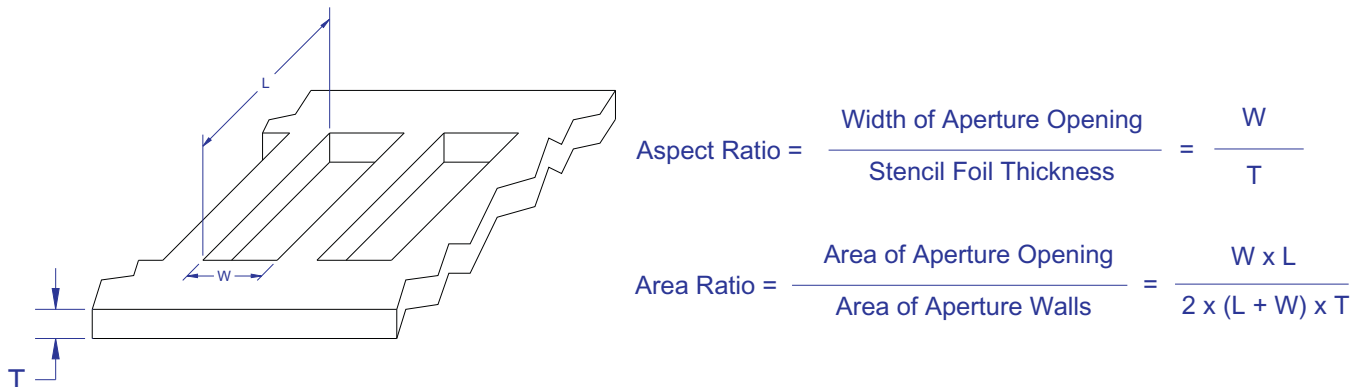 L
W
T
Aspect Ratio =
Width of Aperture Opening
Stencil Foil Thickness
=
W
T
Area Ratio =
Area of Aperture Opening
Area of Aperture Walls
=
W x L
2 x (L + W) x T